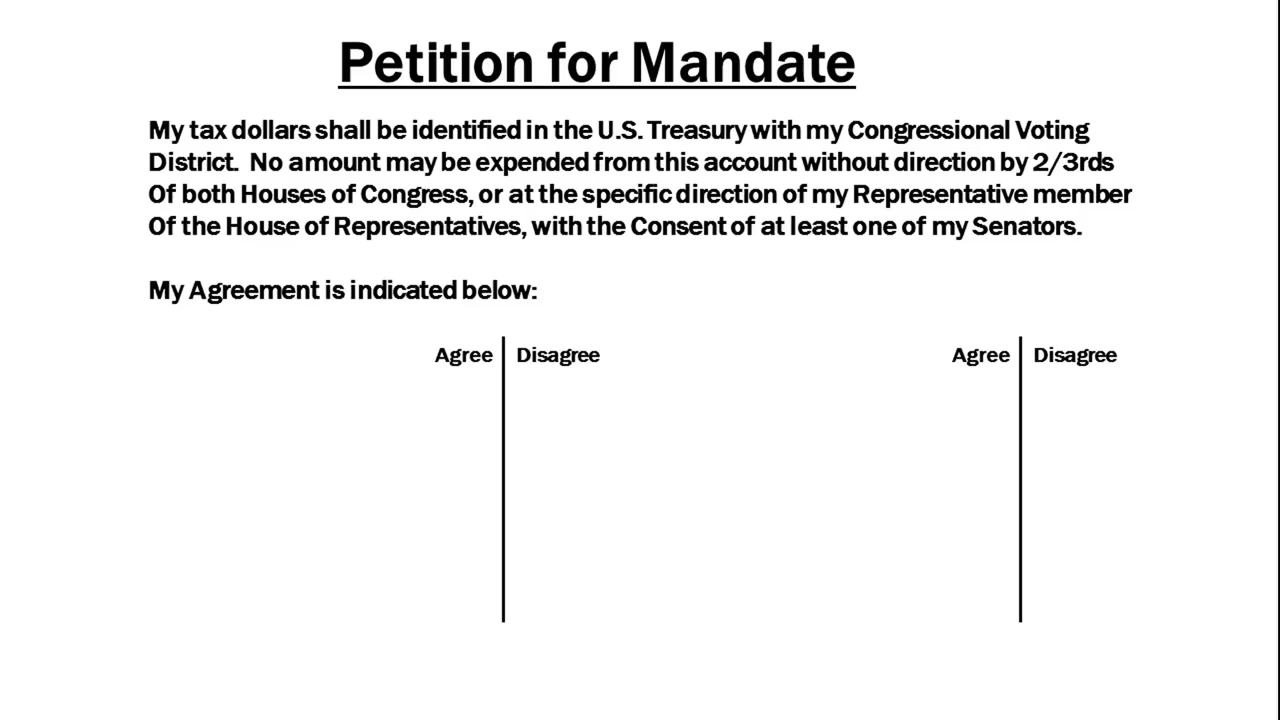 Petition for Mandate
My tax dollars shall be identified in the U.S. Treasury with my Congressional Voting
District.  No amount may be expended from this account without direction by 2/3rds
Of both Houses of Congress, or at the specific direction of my Representative member
Of the House of Representatives, with the Consent of at least one of my Senators.
My Agreement is indicated below:
Agree Disagree Agree Disagree